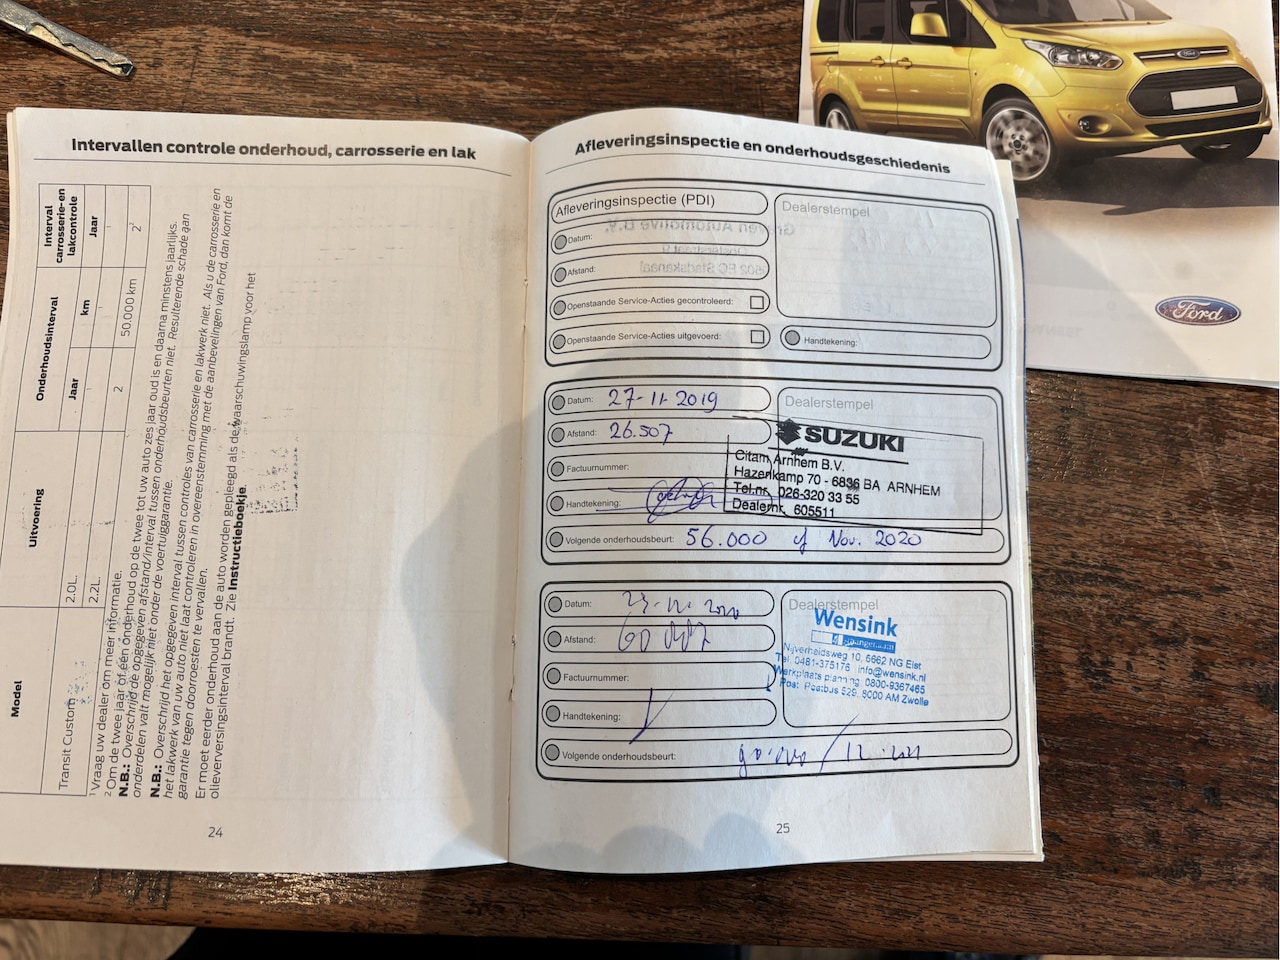 Intervallen controle onderhoud, carrosserie en lak
Model
Uitvoering
Onderhoudsinterval
Interval carrosserie-en lakcontrole
Jaar
km
Jaar
Transit Custom
2.0L.
2.2L.
2
50.000 km
2²
¹ Vraag uw dealer om meer informatie.
² Om de twee jaar óf één onderhoud op de twee tot uw auto zes jaar oud is en daarna minstens jaarlijks.
N.B.: Overschrijd de opgegeven afstand/interval tussen onderhoudsbeurten niet. Resulterende schade aan
onderdelen valt mogelijk niet onder de voertuiggarantie.
N.B.: Overschrijd het opgegeven interval tussen controles van carrosserie en lakwerk niet. Als u de carrosserie en
het lakwerk van uw auto niet laat controleren in overeenstemming met de aanbevelingen van Ford, dan komt de
garantie tegen doorroesten te vervallen.
Er moet eerder onderhoud aan de auto worden gepleegd als de waarschuwingslamp voor het
olieverversingsinterval brandt. Zie Instructieboekje.
24
Afleveringsinspectie en onderhoudsgeschiedenis
Afleveringsinspectie (PDI)
Dealerstempel
Datum:
Afstand:
Openstaande Service-Acties gecontroleerd:
Openstaande Service-Acties uitgevoerd:
Handtekening:
Datum: 27-11-2019
Dealerstempel
Afstand: 26.507
SUZUKI
Citam Arnhem B.V.
Hazenkamp 70 - 6836 BA ARNHEM
Tel.nr. 026-320 33 55
Dealernr. 605511
Factuurnummer:
Handtekening:
Volgende onderhoudsbeurt: 56.000 of Nov. 2020
Datum:
Dealerstempel
Afstand:
Wensink
Nijverheidsweg 10, 6662 NG Elst
Tel. 0481-375176 info@wensink.nl
Werkplaats planning 0800-9367465
Post: Postbus 529, 8000 AM Zwolle
Factuurnummer:
Handtekening:
Volgende onderhoudsbeurt:
25
Ford
Ford